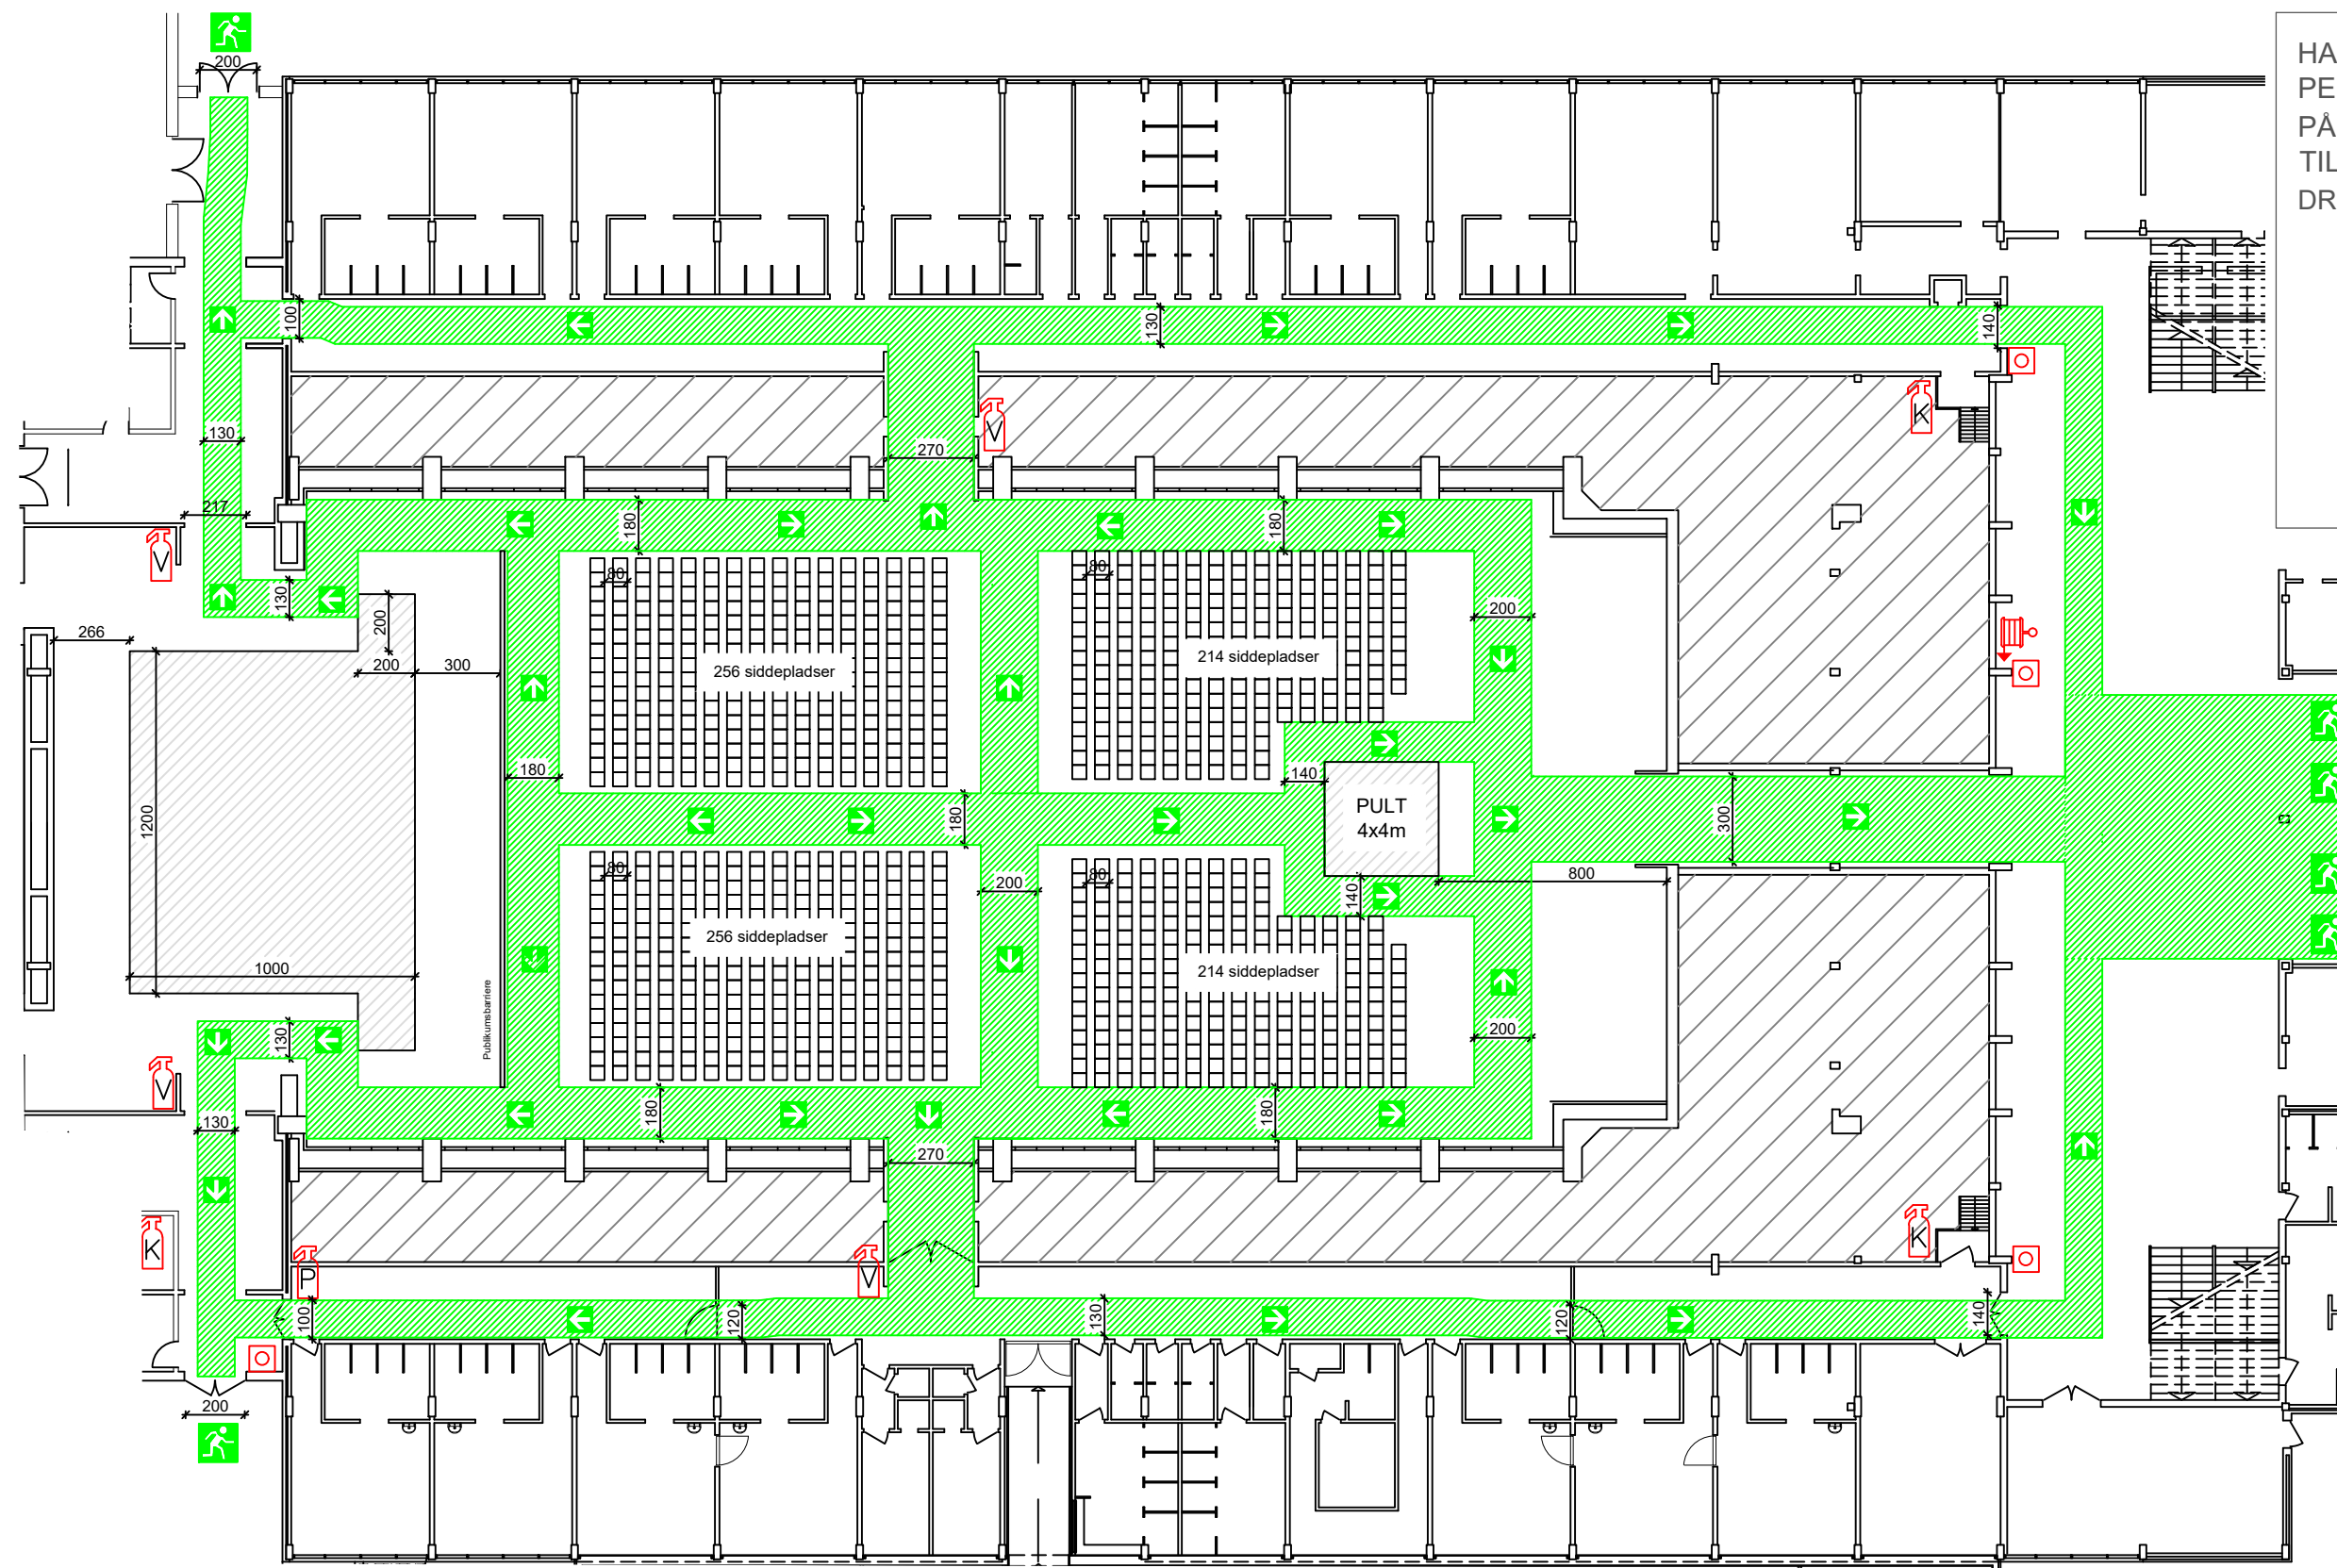 200
HA
PE
PÅ
TIL
DR
100
130
140
K
V
130
270
217
180
180
V
80
80
130
200
200
266
200
300
256 siddepladser
214 siddepladser
180
140
PULT
4x4m
1200
180
300
80
80
800
200
140
256 siddepladser
214 siddepladser
1000
Publikumsbarriere
200
130
V
180
180
130
270
K
K
P
V
100
120
130
120
140
200